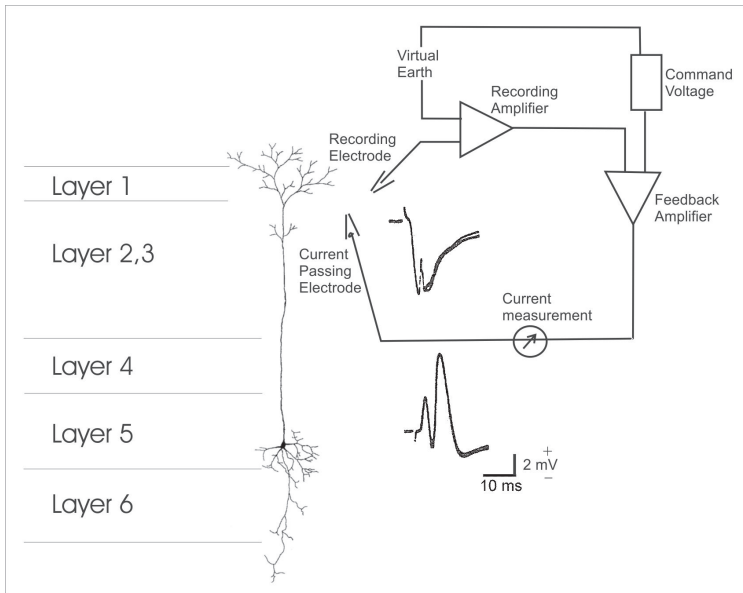 Virtual
Earth
Command
Voltage
Recording
Amplifier
Recording
Electrode
Layer 1
Feedback
Amplifier
Layer 2,3
Current
Passing
Electrode
Current
measurement
Layer 4
Layer 5
+
2 mV
–
10 ms
Layer 6